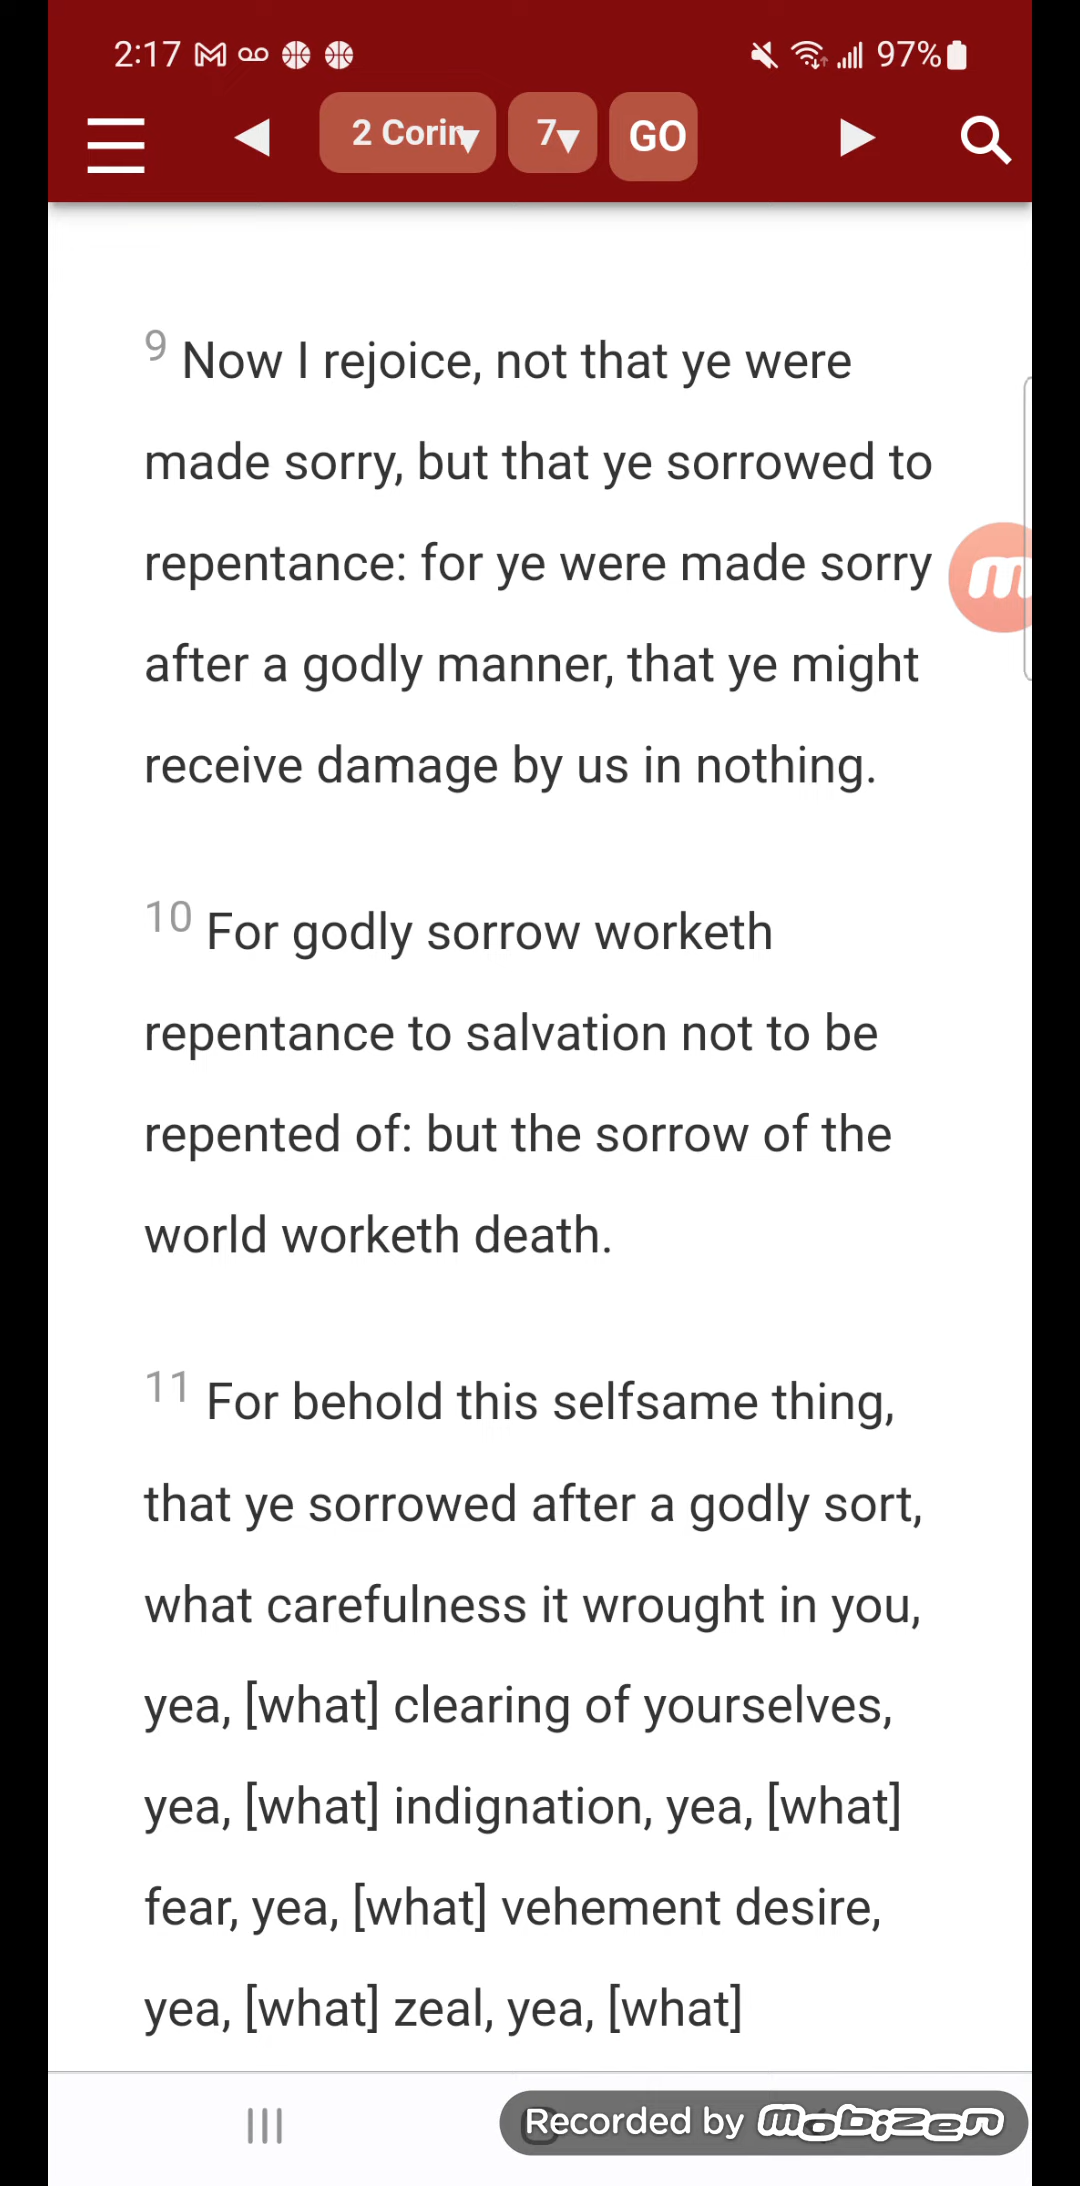 2:17 97%
2 Corin 7 GO
9 Now I rejoice, not that ye were
made sorry, but that ye sorrowed to
repentance: for ye were made sorry
after a godly manner, that ye might
receive damage by us in nothing.
10 For godly sorrow worketh
repentance to salvation not to be
repented of: but the sorrow of the
world worketh death.
11 For behold this selfsame thing,
that ye sorrowed after a godly sort,
what carefulness it wrought in you,
yea, [what] clearing of yourselves,
yea, [what] indignation, yea, [what]
fear, yea, [what] vehement desire,
yea, [what] zeal, yea, [what]
Recorded by mobizen